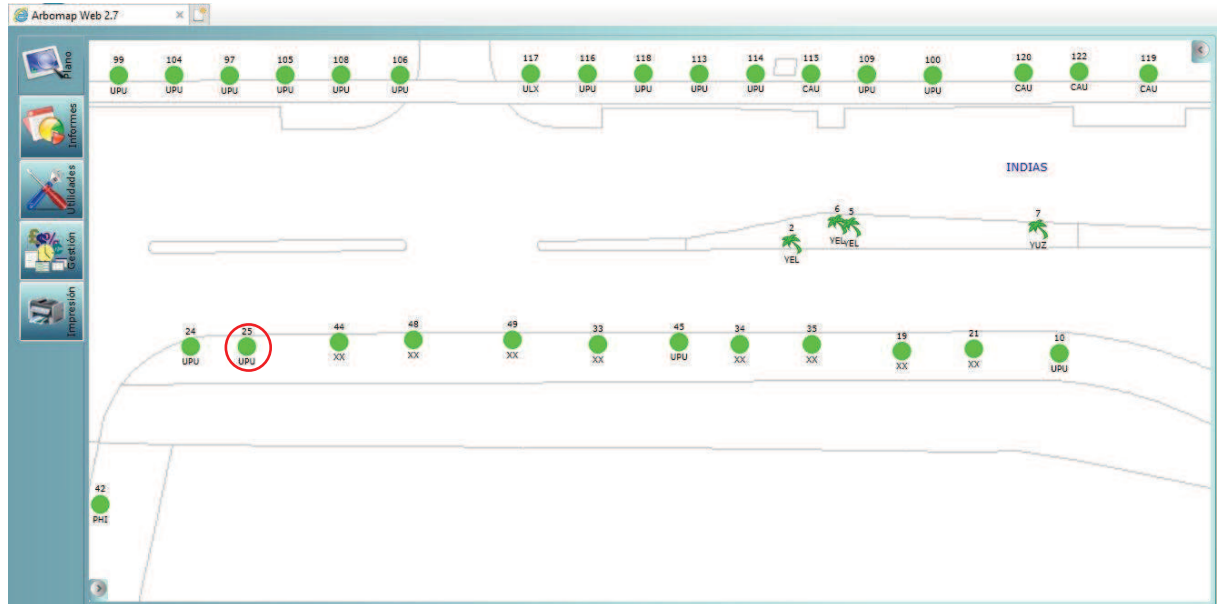 Arbomap Web 2.7
Plano
Informes
Utilidades
Gestión
Impresión
99 104 97 105 108 106 117 116 118 113 114 115 109 100 120 122 119
UPU UPU UPU UPU UPU UPU ULX UPU UPU UPU UPU CAU UPU UPU CAU CAU CAU
INDIAS
2 6 5 7
YEL YEL YEL YUZ
24 25 44 48 49 33 45 34 35 19 21 10
UPU UPU XX XX XX XX UPU XX XX XX XX UPU
42
PHI